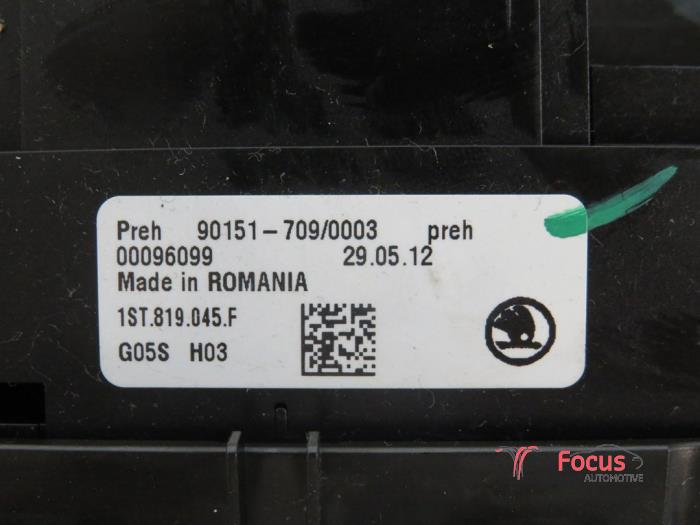 Preh 90151-709/0003 preh
00096099 29.05.12
Made in ROMANIA
1ST.819.045.F
G05S H03
Focus
AUTOMOTIVE